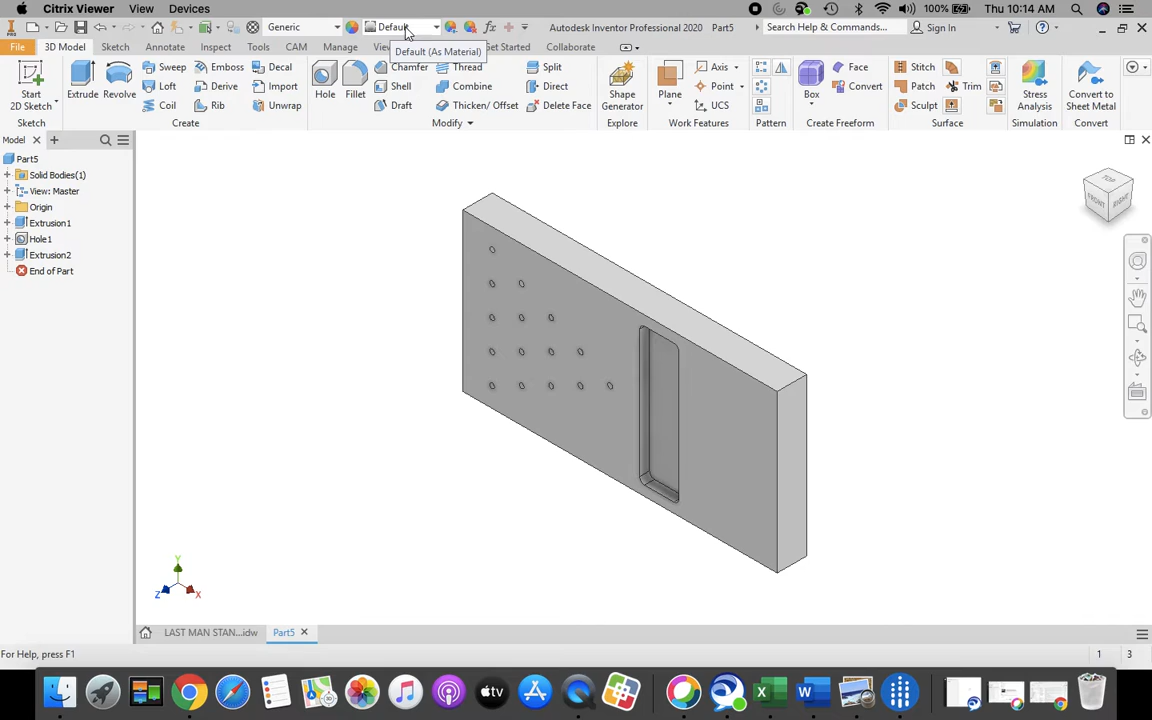 Citrix Viewer View Devices 100% Thu 10:14 AM
Generic Default Autodesk Inventor Professional 2020 Part5 Search Help & Commands... Sign In
Default (As Material)
File 3D Model Sketch Annotate Inspect Tools CAM Manage Get Started Collaborate
Start
2D Sketch
Sketch
Extrude Revolve
Sweep Emboss Decal
Loft Derive Import
Coil Rib Unwrap
Create
Hole Fillet
Chamfer Thread Split
Shell Combine Direct
Draft Thicken/ Offset Delete Face
Modify
Shape
Generator
Explore
Plane
Axis
Point
UCS
Work Features
Pattern
Box
Face
Convert
Create Freeform
Stitch
Patch Trim
Sculpt
Surface
Stress
Analysis
Simulation
Convert to
Sheet Metal
Convert
Model
Part5
Solid Bodies(1)
View: Master
Origin
Extrusion1
Hole1
Extrusion2
End of Part
TOP
FRONT RIGHT
Y
Z X
LAST MAN STAN...idw Part5
For Help, press F1 1 3
tv